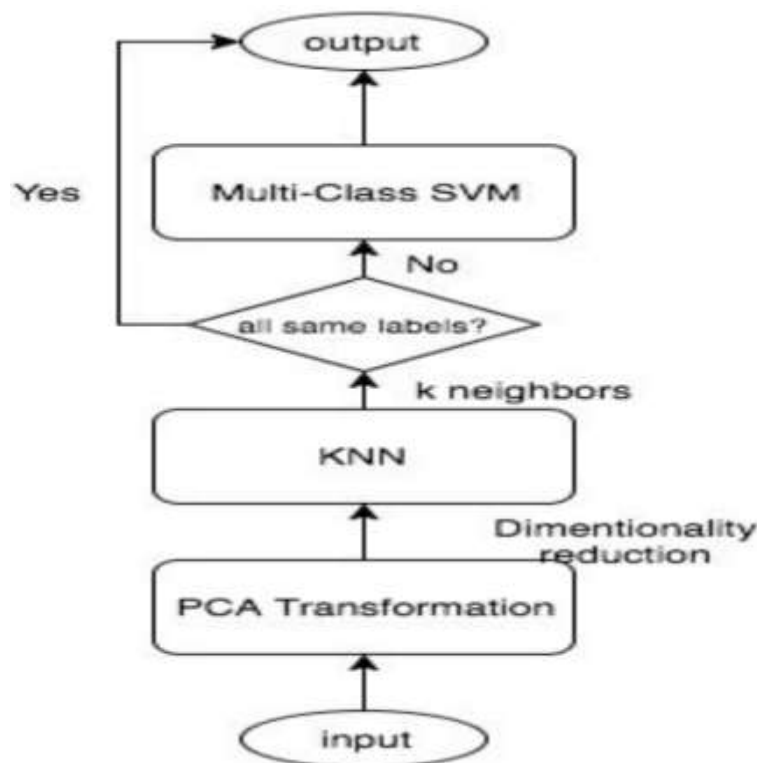 output
Multi-Class SVM
Yes
No
all same labels?
k neighbors
KNN
Dimentionality
reduction
PCA Transformation
input